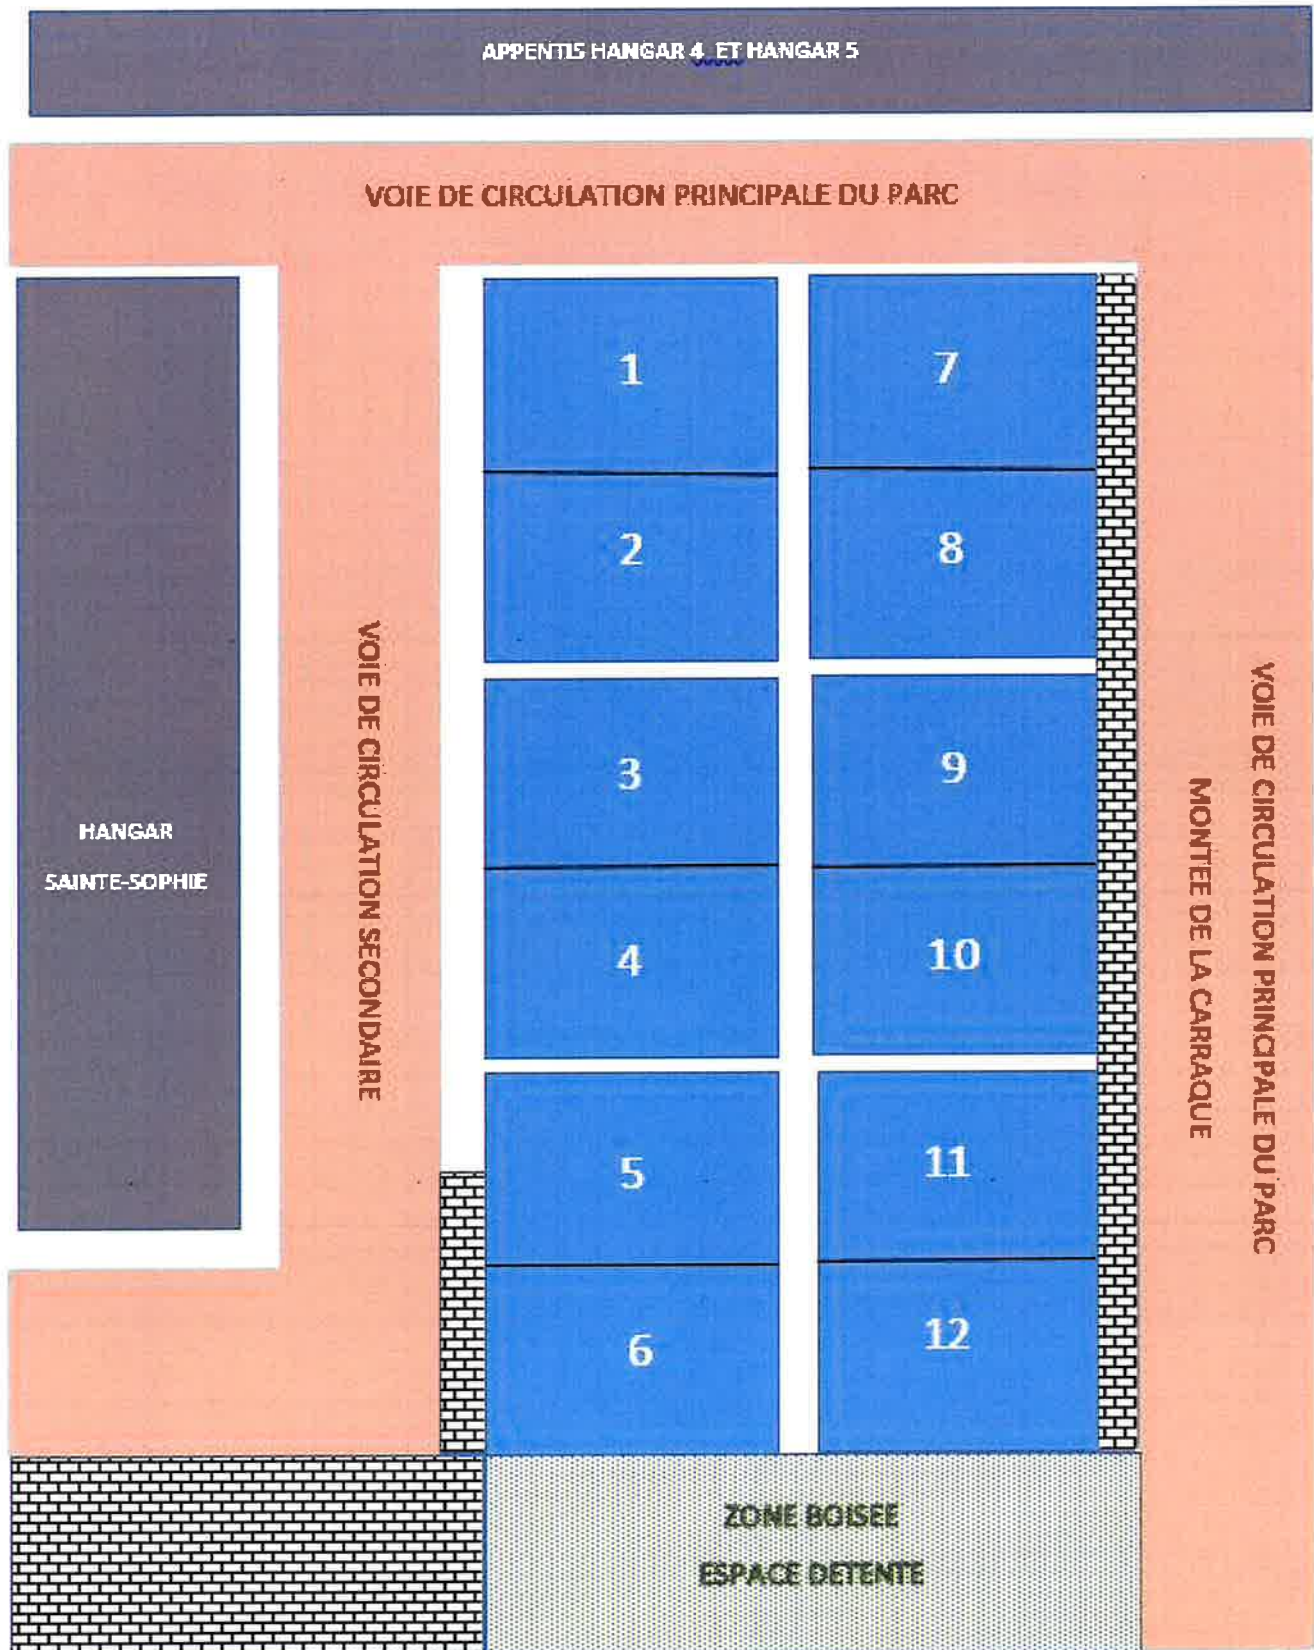 APPENTIS HANGAR 4 ET HANGAR 5
VOIE DE CIRCULATION PRINCIPALE DU PARC
1
7
2
8
3
9
4
10
5
11
6
12
HANGAR
SAINTE-SOPHIE
VOIE DE CIRCULATION SECONDAIRE
VOIE DE CIRCULATION PRINCIPALE DU PARC
MONTEE DE LA CARRAQUE
ZONE BOISEE
ESPACE DETENTE